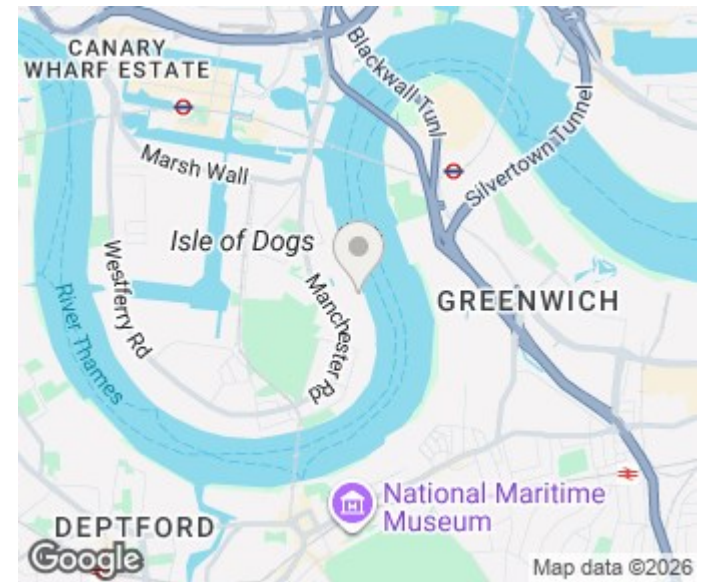 CANARY
WHARF ESTATE
Blackwall Tunl
Silvertown Tunnel
Marsh Wall
Isle of Dogs
Manchester Rd
Westferry Rd
River Thames
GREENWICH
National Maritime
Museum
DEPTFORD
Google
Map data ©2026